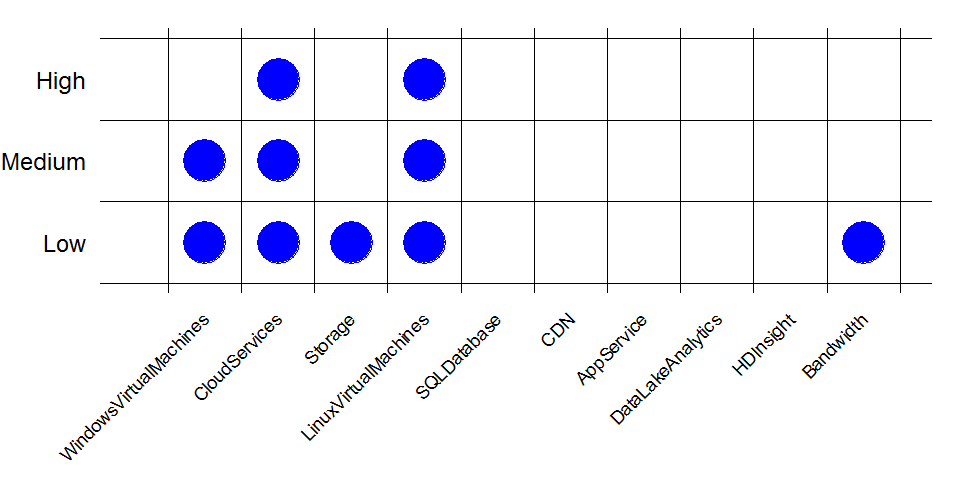 High
Medium
Low
WindowsVirtualMachines
CloudServices
Storage
LinuxVirtualMachines
SQLDatabase
CDN
AppService
DataLakeAnalytics
HDInsight
Bandwidth